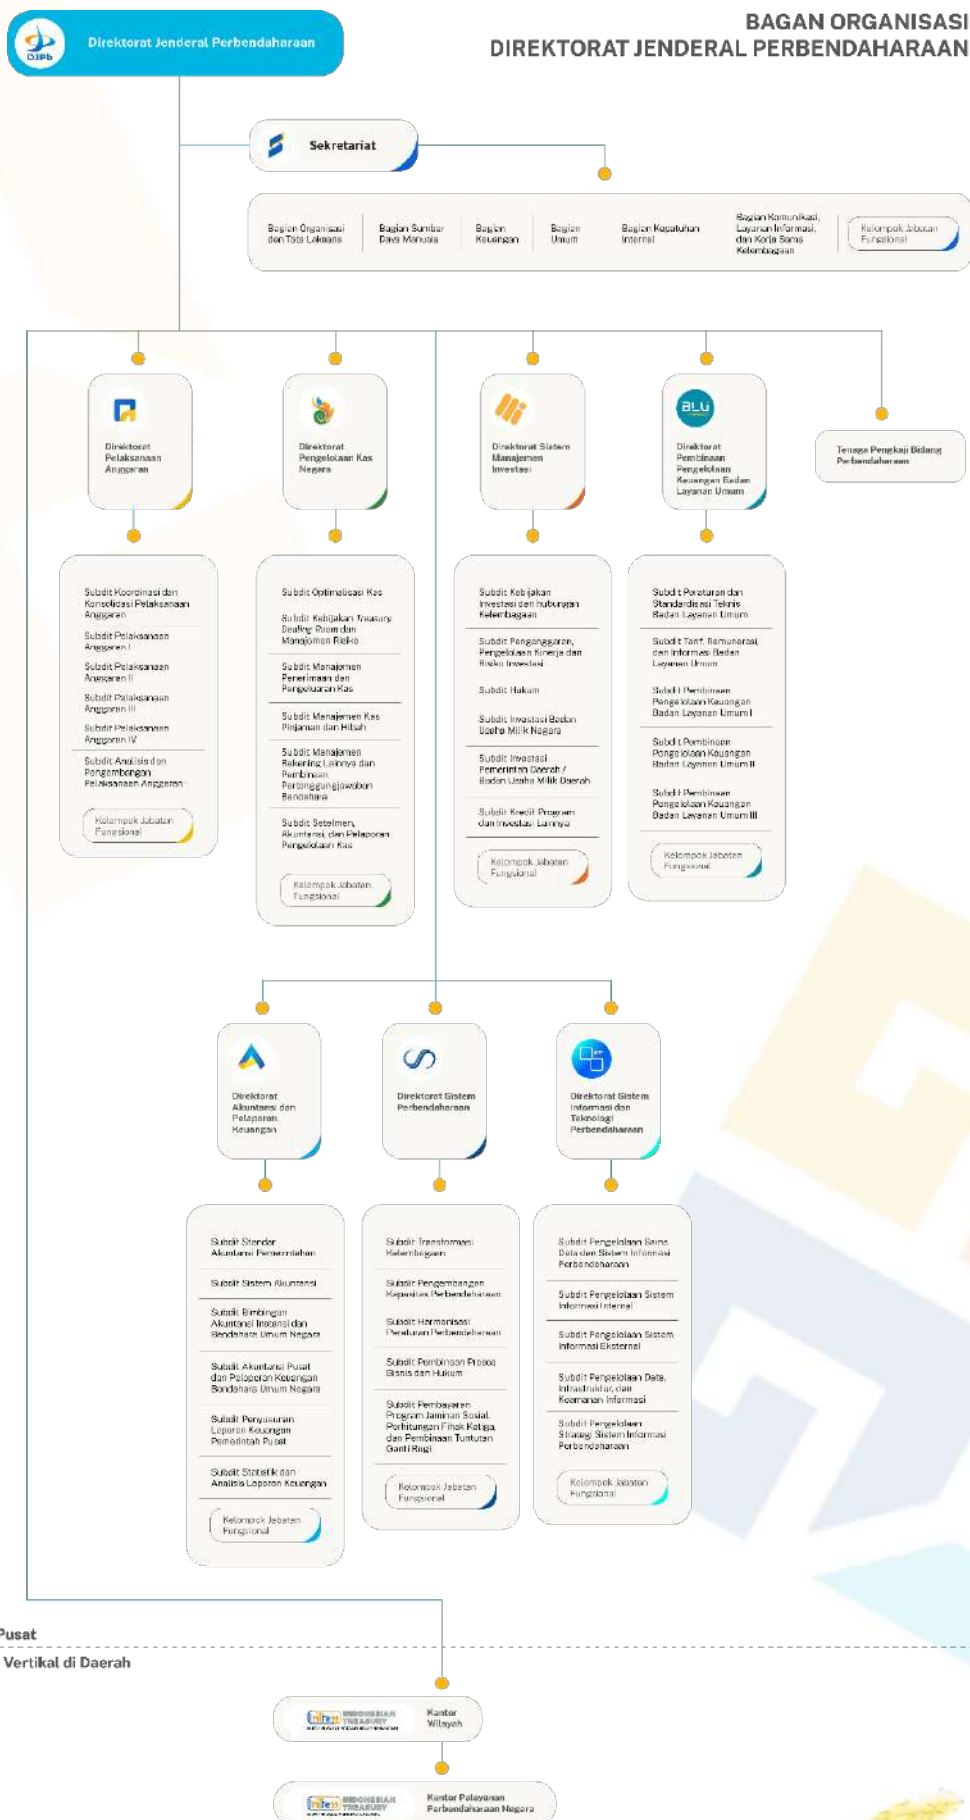 BAGAN ORGANISASI
DIREKTORAT JENDERAL PERBENDAHARAAN
DJPb
Direktorat Jenderal Perbendaharaan
Sekretariat
Bagian Organisasi
dan Tata Laksana
Bagian Sumber
Daya Manusia
Bagian
Keuangan
Bagian
Umum
Bagian Kepatuhan
Internal
Bagian Komunikasi,
Layanan Informasi,
dan Kerja Sama
Kelembagaan
Kelompok Jabatan
Fungsional
Direktorat
Pelaksanaan
Anggaran
Direktorat
Pengelolaan Kas
Negara
Direktorat Sistem
Manajemen
Investasi
BLU
Direktorat
Pembinaan
Pengelolaan
Keuangan Badan
Layanan Umum
Tenaga Pengkaji Bidang
Perbendaharaan
Subdit Koordinasi dan
Konsolidasi Pelaksanaan
Anggaran
Subdit Pelaksanaan
Anggaran I
Subdit Pelaksanaan
Anggaran II
Subdit Pelaksanaan
Anggaran III
Subdit Pelaksanaan
Anggaran IV
Subdit Analisis dan
Pengembangan
Pelaksanaan Anggaran
Kelompok Jabatan
Fungsional
Subdit Optimalisasi Kas
Subdit Kebijakan Treasury
Dealing Room dan
Manajemen Risiko
Subdit Manajemen
Penerimaan dan
Pengeluaran Kas
Subdit Manajemen Kas
Pinjaman dan Hibah
Subdit Manajemen
Rekening Lainnya dan
Pembinaan
Pertanggungjawaban
Bendahara
Subdit Setelmen,
Akuntansi, dan Pelaporan
Pengelolaan Kas
Kelompok Jabatan
Fungsional
Subdit Kebijakan
Investasi dan hubungan
Kelembagaan
Subdit Penganggaran,
Pengelolaan Kinerja dan
Risiko Investasi
Subdit Hukum
Subdit Investasi Badan
Usaha Milik Negara
Subdit Investasi
Pemerintah Daerah /
Badan Usaha Milik Daerah
Subdit Kredit Program
dan Investasi Lainnya
Kelompok Jabatan
Fungsional
Subdit Peraturan dan
Standardisasi Teknis
Badan Layanan Umum
Subdit Tarif, Remunerasi,
dan Informasi Badan
Layanan Umum
Subdit Pembinaan
Pengelolaan Keuangan
Badan Layanan Umum I
Subdit Pembinaan
Pengelolaan Keuangan
Badan Layanan Umum II
Subdit Pembinaan
Pengelolaan Keuangan
Badan Layanan Umum III
Kelompok Jabatan
Fungsional
Direktorat
Akuntansi dan
Pelaporan
Keuangan
Direktorat Sistem
Perbendaharaan
Direktorat Sistem
Informasi dan
Teknologi
Perbendaharaan
Subdit Standar
Akuntansi Pemerintahan
Subdit Sistem Akuntansi
Subdit Bimbingan
Akuntansi Instansi dan
Bendahara Umum Negara
Subdit Akuntansi Pusat
dan Pelaporan Keuangan
Bendahara Umum Negara
Subdit Penyusunan
Laporan Keuangan
Pemerintah Pusat
Subdit Statistik dan
Analisis Laporan Keuangan
Kelompok Jabatan
Fungsional
Subdit Transformasi
Kelembagaan
Subdit Pengembangan
Kapasitas Perbendaharaan
Subdit Harmonisasi
Peraturan Perbendaharaan
Subdit Pembinaan Proses
Bisnis dan Hukum
Subdit Pembayaran
Program Jaminan Sosial,
Perhitungan Fihak Ketiga,
dan Pembinaan Tuntutan
Ganti Rugi
Kelompok Jabatan
Fungsional
Subdit Pengelolaan Sains
Data dan Sistem Informasi
Perbendaharaan
Subdit Pengelolaan Sistem
Informasi Internal
Subdit Pengelolaan Sistem
Informasi Eksternal
Subdit Pengelolaan Data,
Infrastruktur, dan
Keamanan Informasi
Subdit Pengelolaan
Strategi Sistem Informasi
Perbendaharaan
Kelompok Jabatan
Fungsional
Pusat
Vertikal di Daerah
InTress INDONESIAN
TREASURY
Kantor
Wilayah
InTress INDONESIAN
TREASURY
Kantor Pelayanan
Perbendaharaan Negara